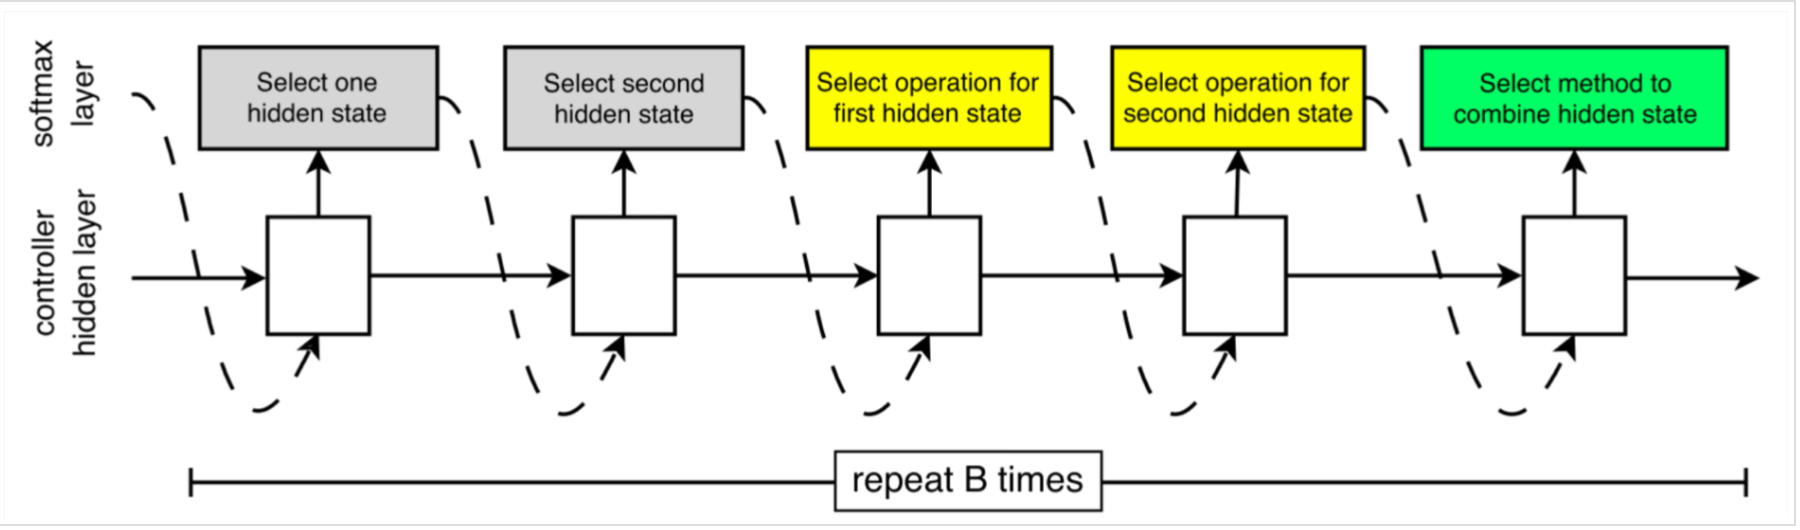 softmax
layer
Select one
hidden state
Select second
hidden state
Select operation for
first hidden state
Select operation for
second hidden state
Select method to
combine hidden state
controller
hidden layer
repeat B times